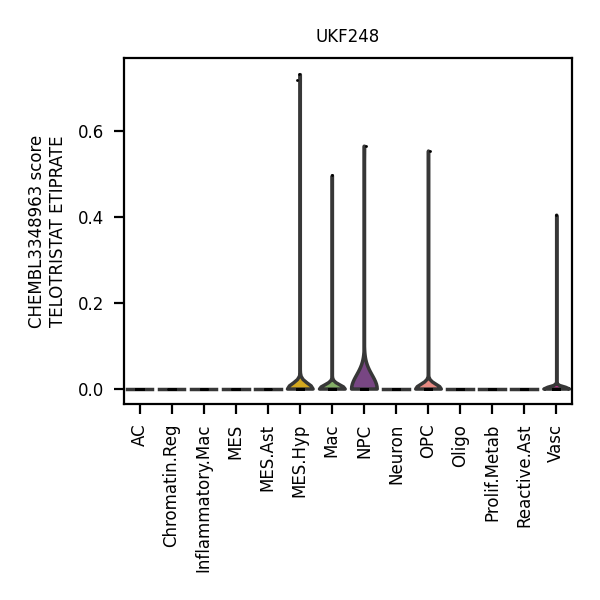 UKF248
CHEMBL3348963 score
TELOTRISTAT ETIPRATE
0.6
0.4
0.2
0.0
AC
Chromatin.Reg
Inflammatory.Mac
MES
MES.Ast
MES.Hyp
Mac
NPC
Neuron
OPC
Oligo
Prolif.Metab
Reactive.Ast
Vasc